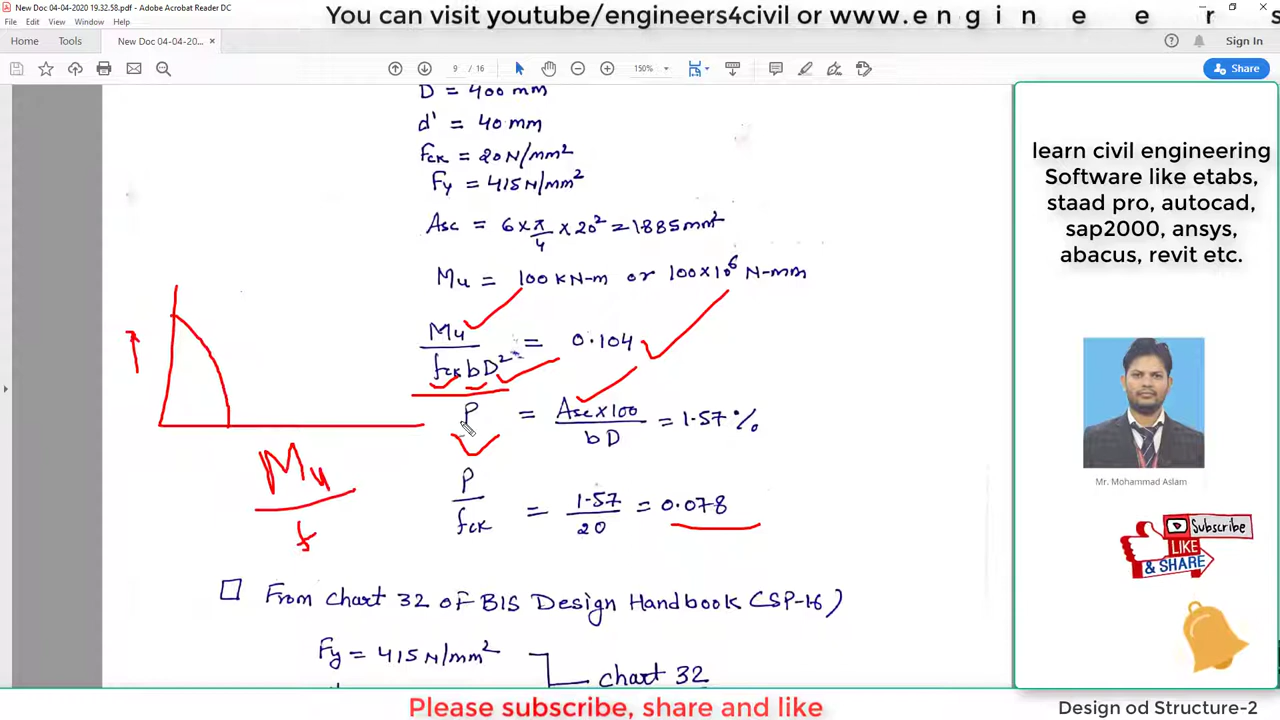 New Doc 04-04-2020 19.32.58.pdf - Adobe Acrobat Reader DC
You can visit youtube/engineers4civil or www.e n g i n e e r s
File Edit View Window Help
Home Tools New Doc 04-04-20... × Sign In
9 / 16 150% Share
D = 400 mm
d' = 40 mm
Fck = 20 N/mm²
Fy = 415 N/mm²
Asc = 6 × π/4 × 20² = 1885 mm²
Mu = 100 KN-m or 100×10⁶ N-mm
Mu / fck bD² = 0.104
P = Asc×100 / bD = 1.57 %
Mu
f
P / fck = 1.57 / 20 = 0.078
From chart 32 OF BIS Design Handbook (SP-16)
Fy = 415 N/mm²
chart 32
learn civil engineering
Software like etabs,
staad pro, autocad,
sap2000, ansys,
abacus, revit etc.
Mr. Mohammad Aslam
Subscribe
LIKE
& SHARE
Please subscribe, share and like
Design od Structure-2